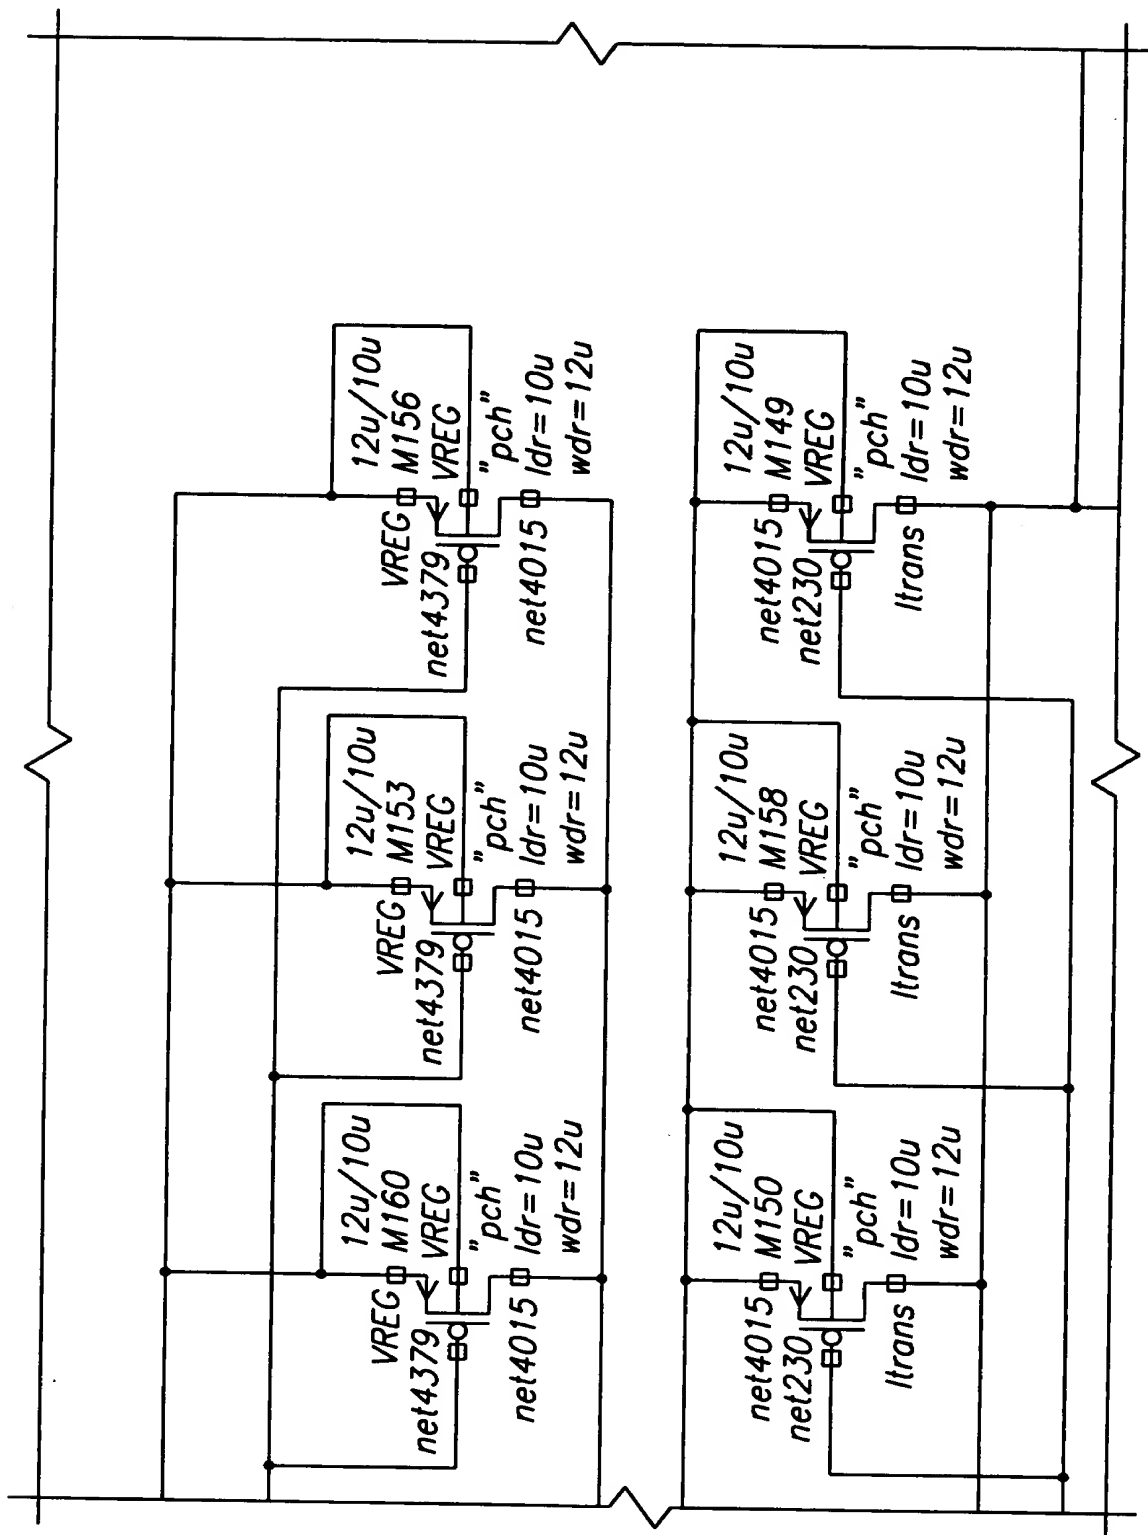 12u/10u
M160
VREG
VREG
net4379
"pch"
ldr=10u
wdr=12u
net4015
12u/10u
M153
VREG
VREG
net4379
"pch"
ldr=10u
wdr=12u
net4015
12u/10u
M156
VREG
VREG
net4379
"pch"
ldr=10u
wdr=12u
net4015
12u/10u
M150
VREG
net4015
net230
"pch"
ldr=10u
wdr=12u
Itrans
12u/10u
M158
VREG
net4015
net230
"pch"
ldr=10u
wdr=12u
Itrans
12u/10u
M149
VREG
net4015
net230
"pch"
ldr=10u
wdr=12u
Itrans